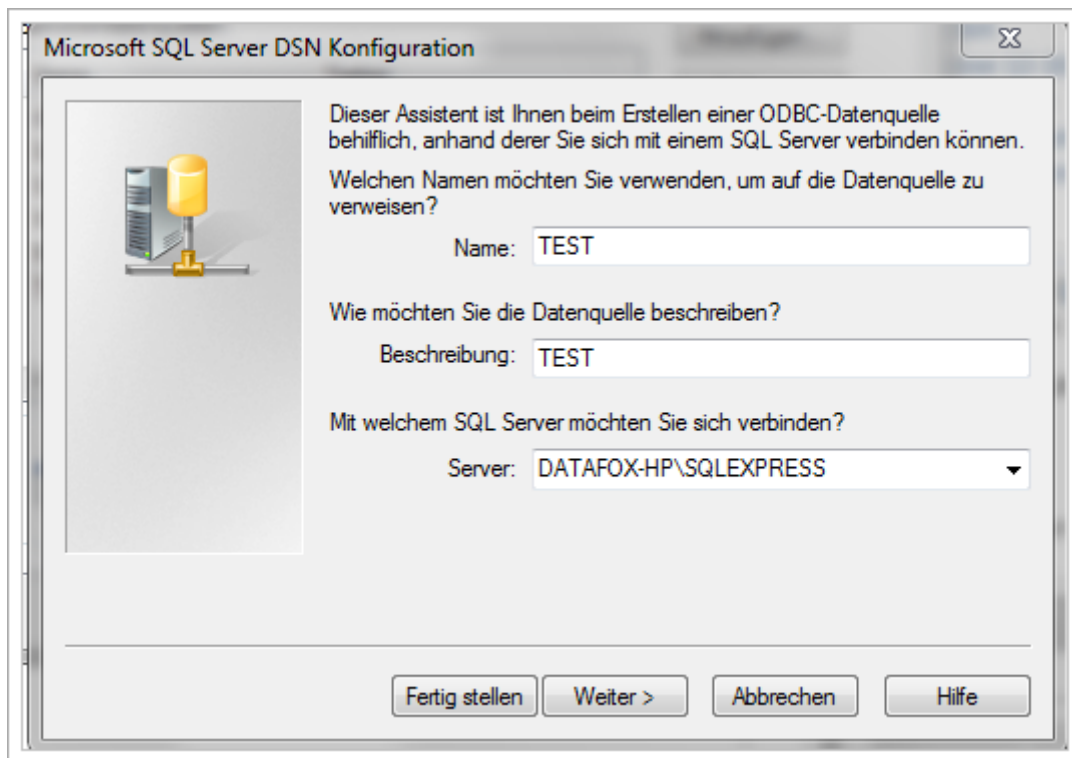 Microsoft SQL Server DSN Konfiguration
Dieser Assistent ist Ihnen beim Erstellen einer ODBC-Datenquelle
behilflich, anhand derer Sie sich mit einem SQL Server verbinden können.
Welchen Namen möchten Sie verwenden, um auf die Datenquelle zu
verweisen?
Name: TEST
Wie möchten Sie die Datenquelle beschreiben?
Beschreibung: TEST
Mit welchem SQL Server möchten Sie sich verbinden?
Server: DATAFOX-HP\SQLEXPRESS
Fertig stellen Weiter > Abbrechen Hilfe